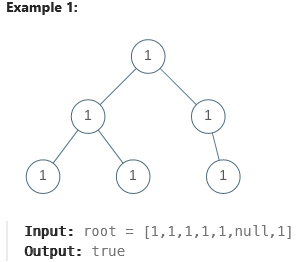 Example 1:
1
1 1
1 1 1
Input: root = [1,1,1,1,1,null,1]
Output: true